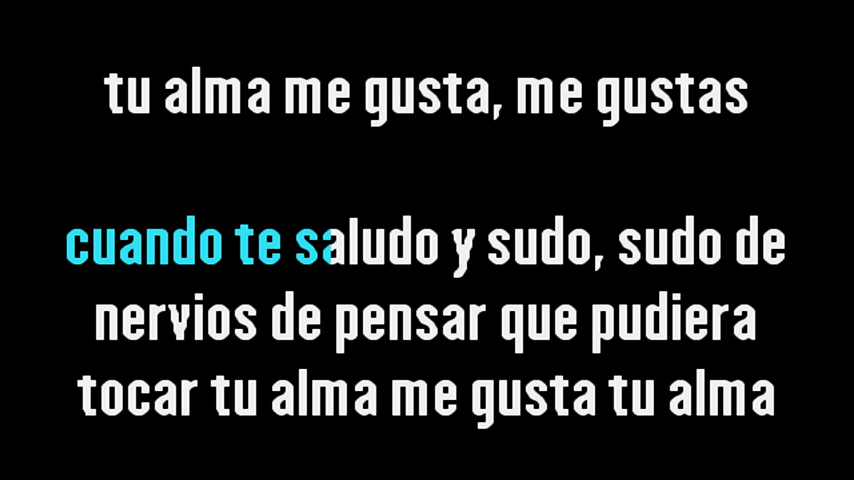 tu alma me gusta, me gustas
cuando te saludo y sudo, sudo de
nervios de pensar que pudiera
tocar tu alma me gusta tu alma